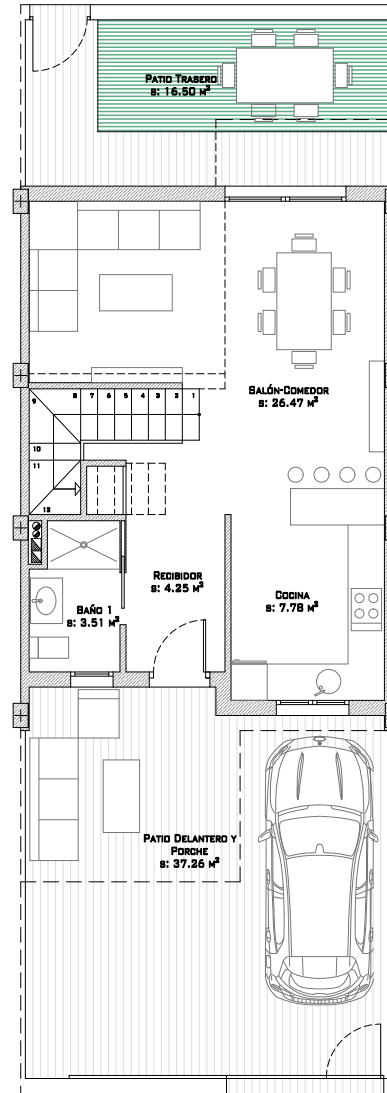 Patio Trasero
s: 16.50 m²
Salón-Comedor
s: 26.47 m²
9
8
7
6
5
4
3
2
1
10
11
12
Recibidor
s: 4.25 m²
Cocina
s: 7.78 m²
Baño 1
s: 3.51 m²
Patio Delantero y
Porche
s: 37.26 m²